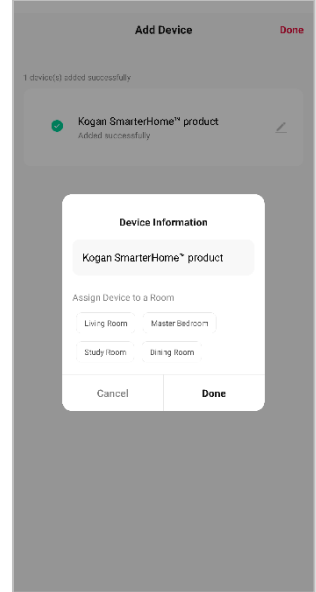 Add Device Done
1 device(s) added successfully
Kogan SmarterHome™ product
Added successfully
Device Information
Kogan SmarterHome™ product
Assign Device to a Room
Living Room Master Bedroom
Study Room Dining Room
Cancel Done